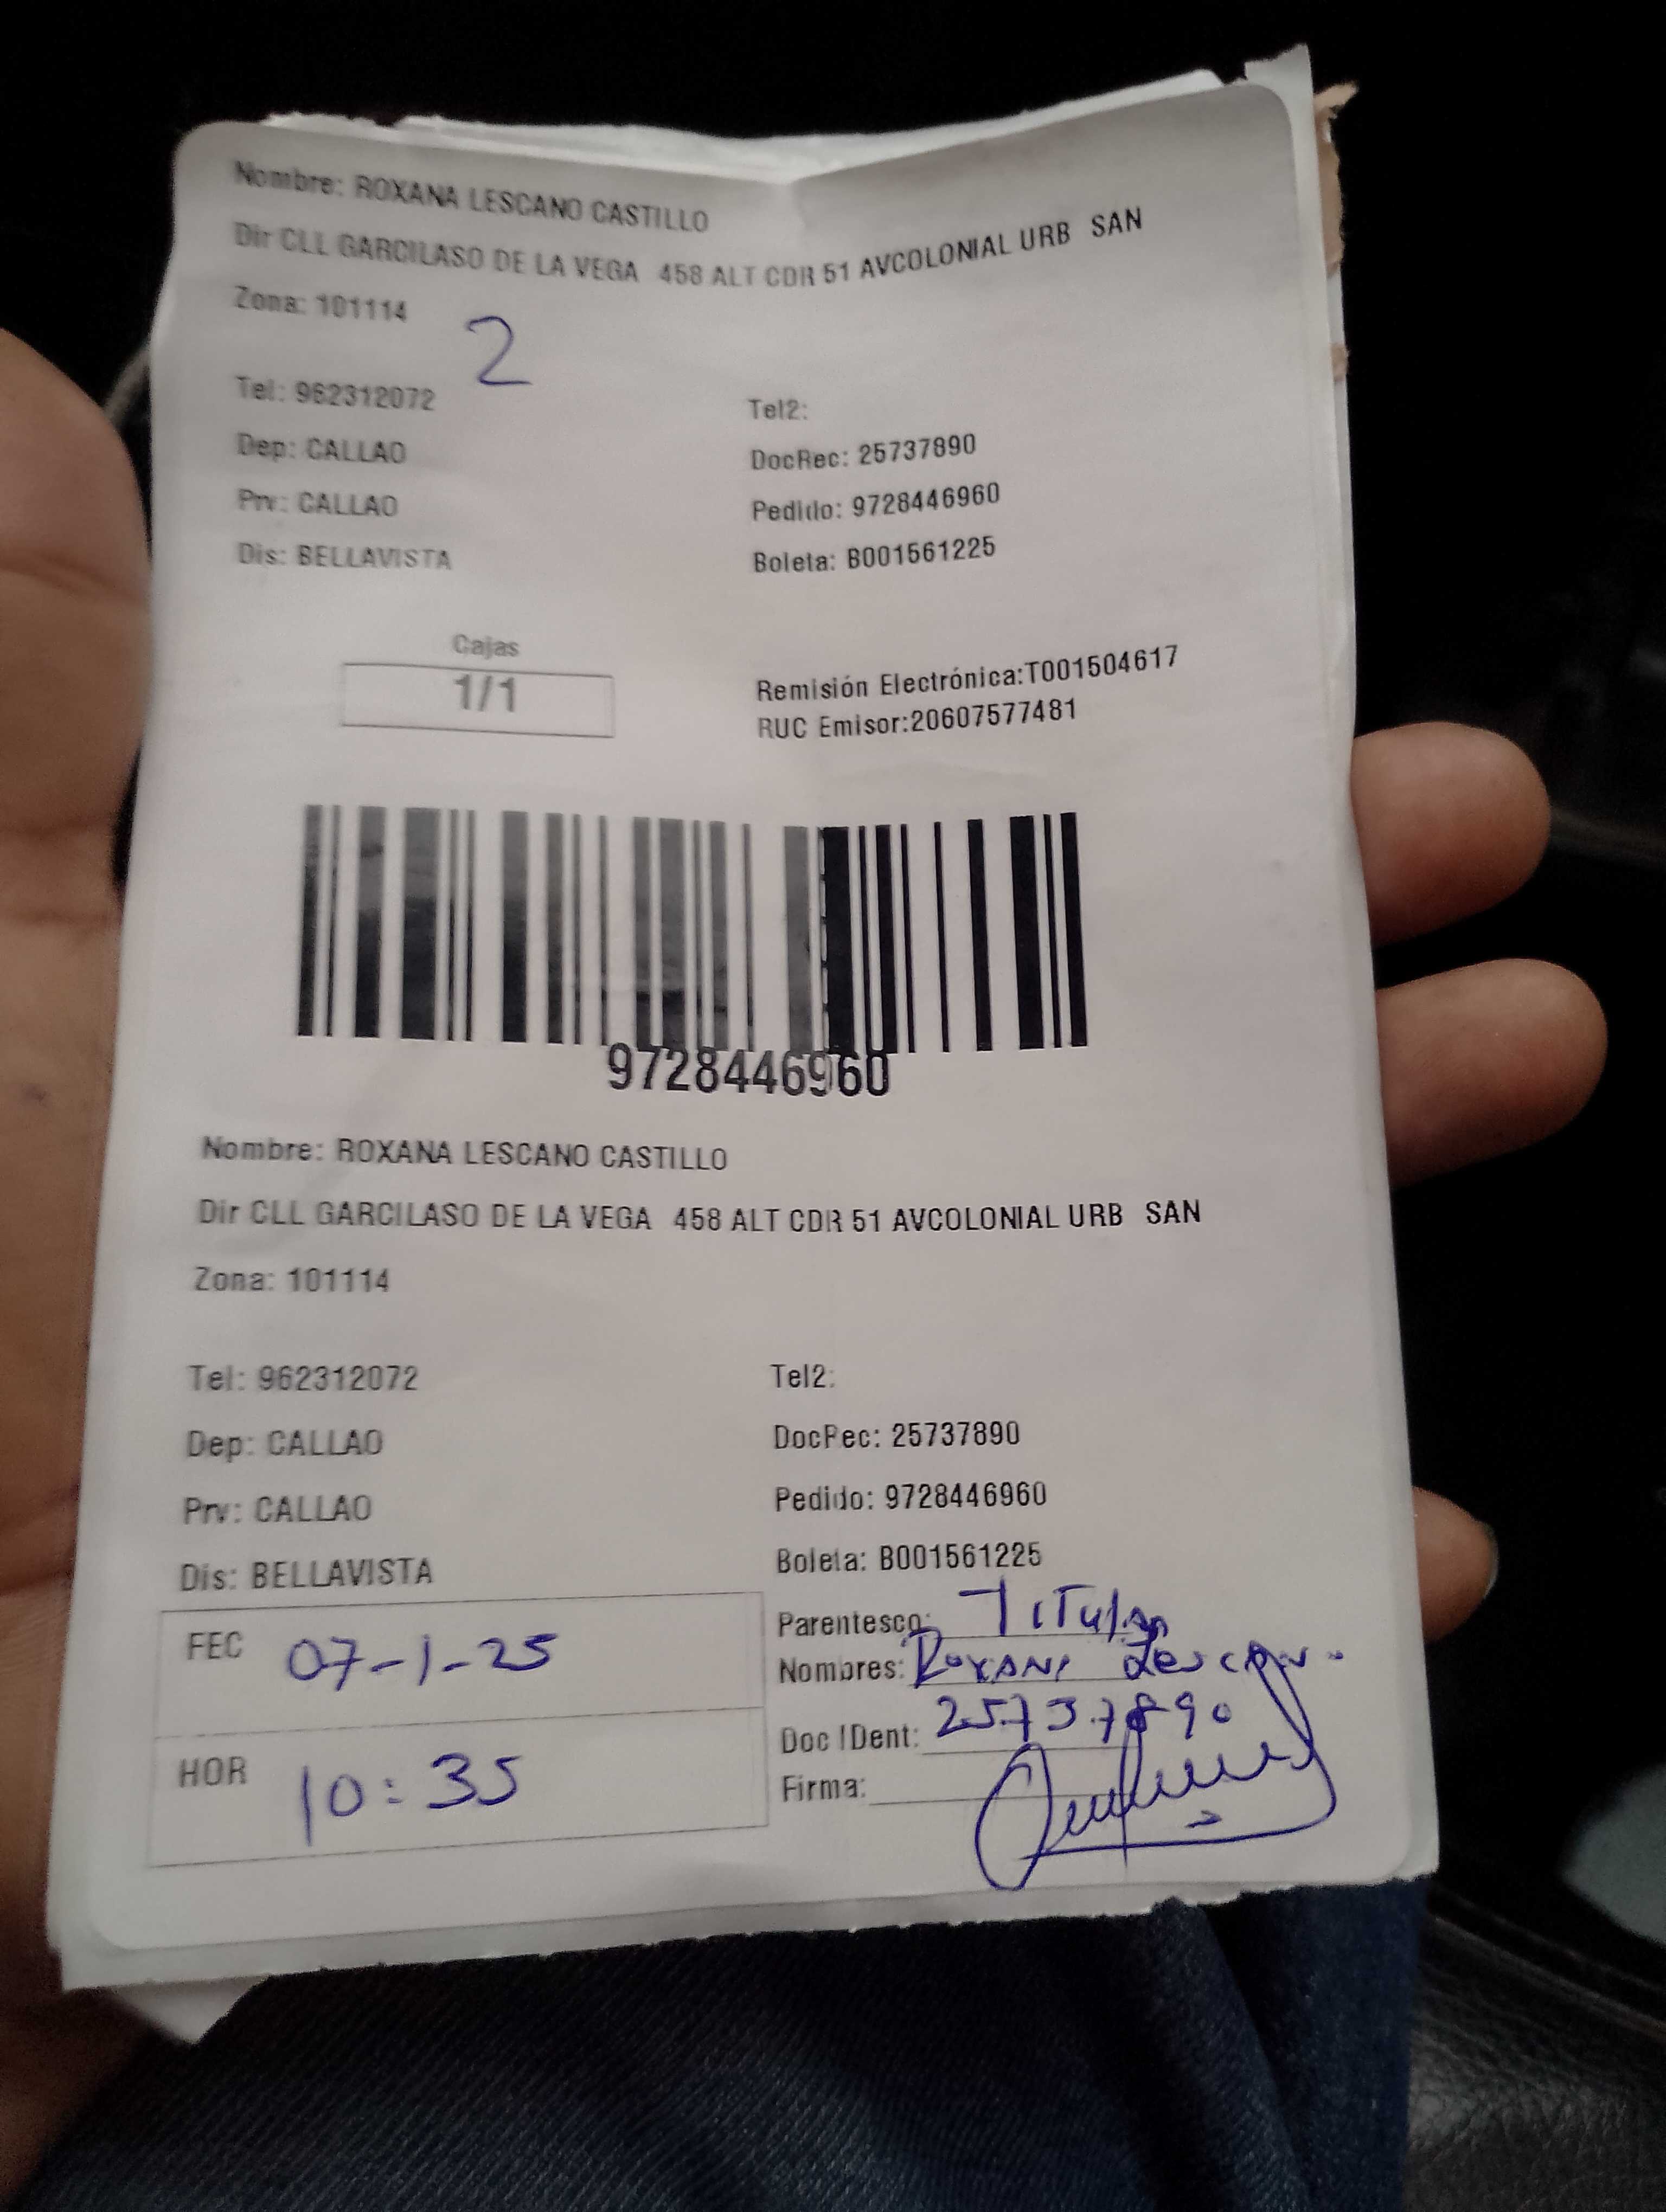 Nombre: ROXANA LESCANO CASTILLO
Dir CLL GARCILASO DE LA VEGA 458 ALT CDR 51 AVCOLONIAL URB SAN
Zona: 101114
2
Tel: 962312072 Tel2:
Dep: CALLAO DocRec: 25737890
Prv: CALLAO Pedido: 9728446960
Dis: BELLAVISTA Boleta: B001561225
Cajas
1/1
Remisión Electrónica:T001504617
RUC Emisor:20607577481
9728446960
Nombre: ROXANA LESCANO CASTILLO
Dir CLL GARCILASO DE LA VEGA 458 ALT CDR 51 AVCOLONIAL URB SAN
Zona: 101114
Tel: 962312072 Tel2:
Dep: CALLAO DocRec: 25737890
Prv: CALLAO Pedido: 9728446960
Dis: BELLAVISTA Boleta: B001561225
FEC 07-1-25
HOR 10:35
Parentesco: Titular
Nombres: Roxana Lescano
Doc IDent: 25737890
Firma: